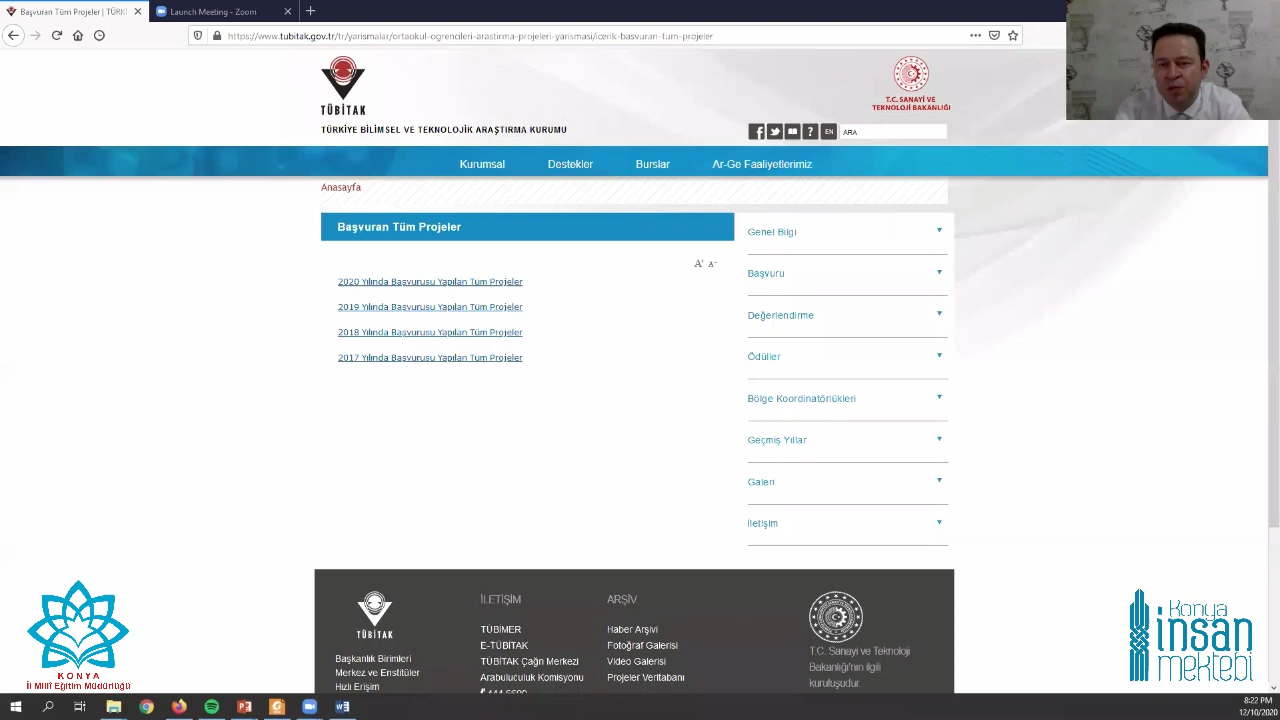 Başvuran Tüm Projeler | TÜRKİ
Launch Meeting - Zoom
https://www.tubitak.gov.tr/tr/yarismalar/ortaokul-ogrencileri-arastirma-projeleri-yarismasi/icerik-basvuran-tum-projeler
TÜBİTAK
TÜRKİYE BİLİMSEL VE TEKNOLOJİK ARAŞTIRMA KURUMU
T.C. SANAYİ VE
TEKNOLOJİ BAKANLIĞI
? EN ARA
Kurumsal Destekler Burslar Ar-Ge Faaliyetlerimiz
Anasayfa
Başvuran Tüm Projeler
A+ A-
2020 Yılında Başvurusu Yapılan Tüm Projeler
2019 Yılında Başvurusu Yapılan Tüm Projeler
2018 Yılında Başvurusu Yapılan Tüm Projeler
2017 Yılında Başvurusu Yapılan Tüm Projeler
Genel Bilgi
Başvuru
Değerlendirme
Ödüller
Bölge Koordinatörlükleri
Geçmiş Yıllar
Galeri
İletişim
TÜBİTAK
Başkanlık Birimleri
Merkez ve Enstitüler
Hızlı Erişim
İLETİŞİM
TÜBİMER
E-TÜBİTAK
TÜBİTAK Çağrı Merkezi
Arabuluculuk Komisyonu
444 6690
ARŞİV
Haber Arşivi
Fotoğraf Galerisi
Video Galerisi
Projeler Veritabanı
T.C. Sanayi ve Teknoloji
Bakanlığı'nın ilgili
kuruluşudur.
KONYA
İl Millî Eğitim Müdürlüğü
Konya
insan
mektebi
8:22 PM
12/10/2020